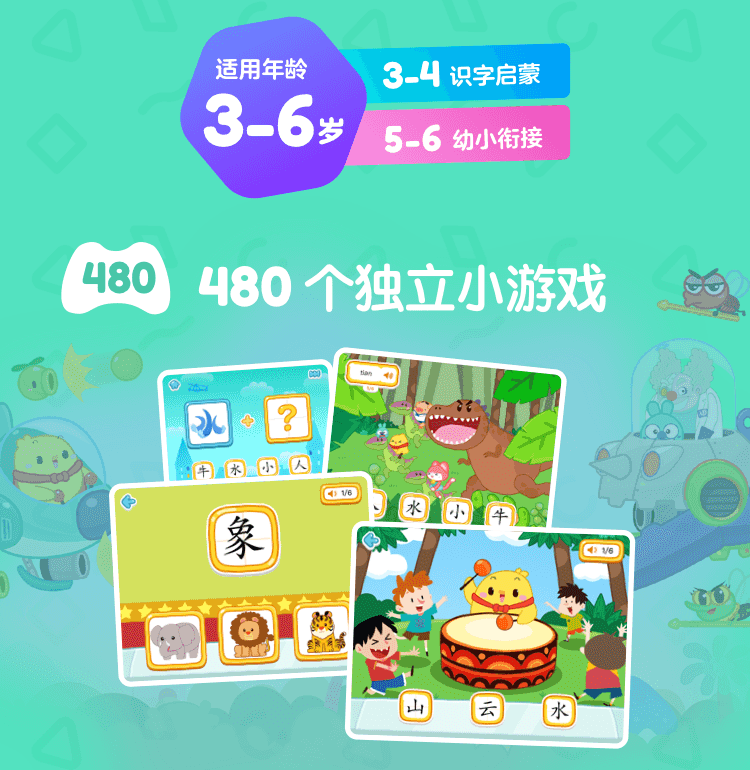 适用年龄
3-6岁
3-4 识字启蒙
5-6 幼小衔接
480
480 个独立小游戏
?
牛 水 小 人
tian
1/6
水 小 牛
1/6
象
1/6
山 云 水